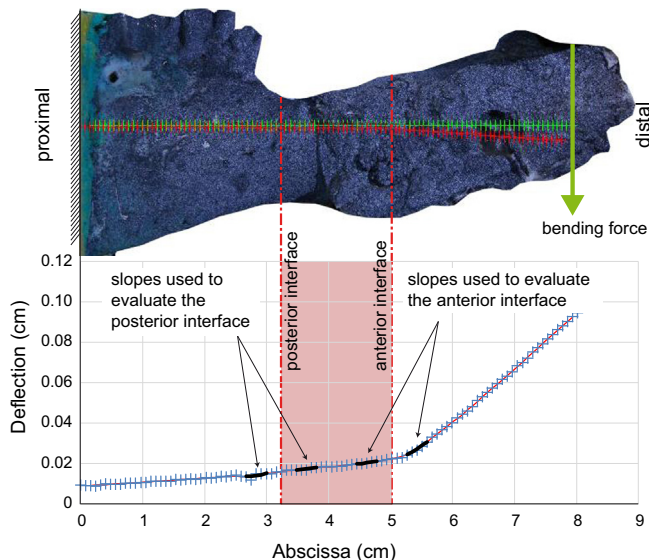 proximal
distal
bending force
0.12
0.10
0.08
0.06
0.04
0.02
0
Deflection (cm)
slopes used to
evaluate the
posterior interface
posterior interface
anterior interface
slopes used to evaluate
the anterior interface
0 1 2 3 4 5 6 7 8 9
Abscissa (cm)